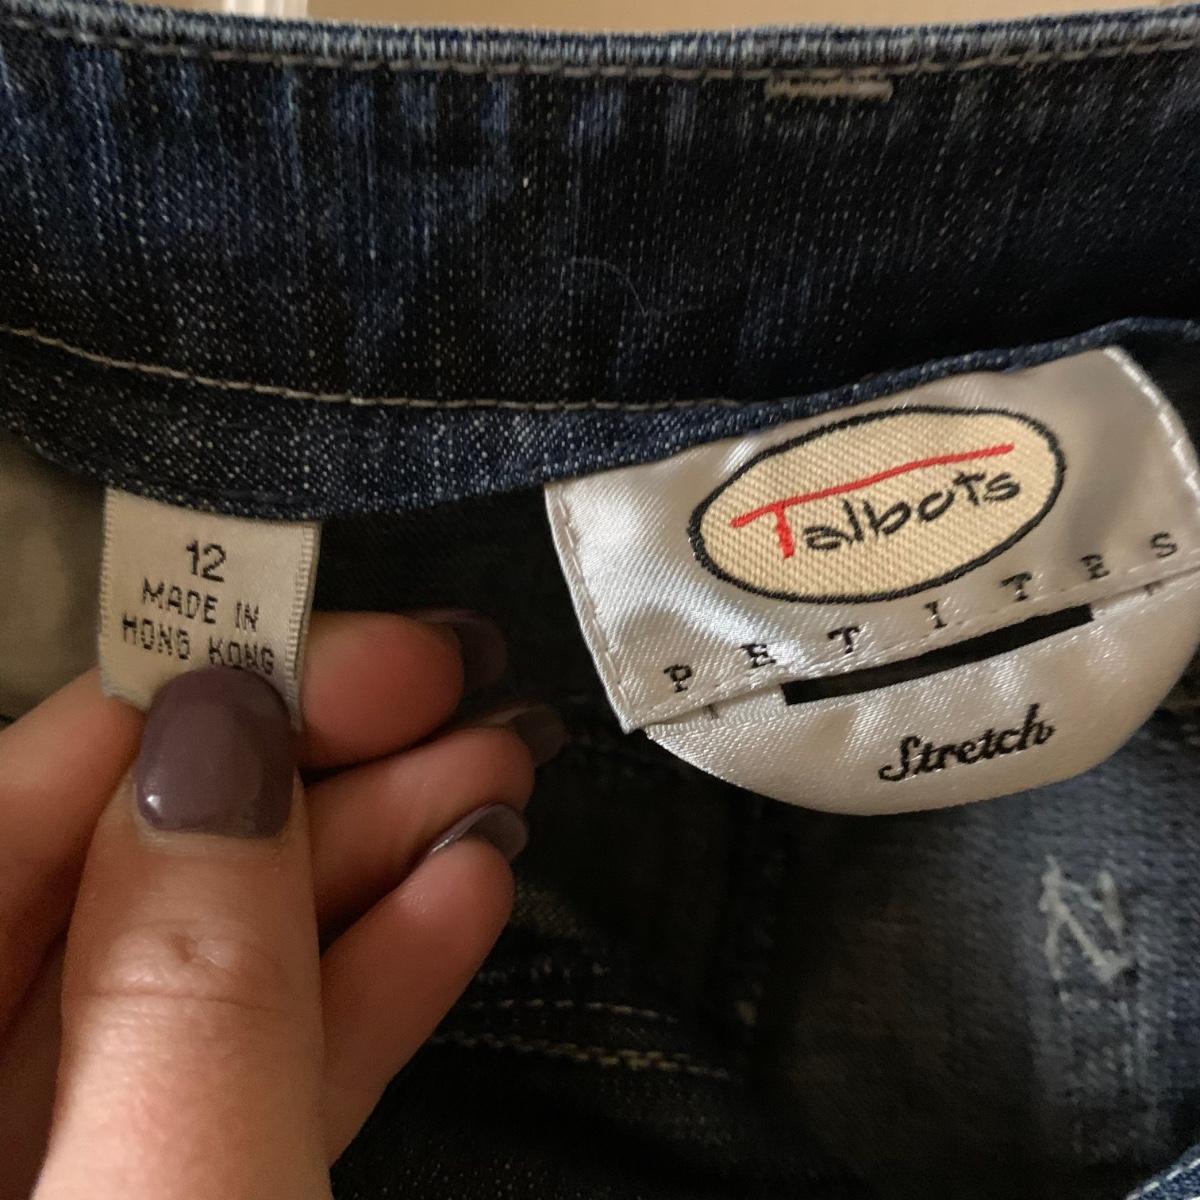 12
MADE IN
HONG KONG
Talbots
PETITES
Stretch